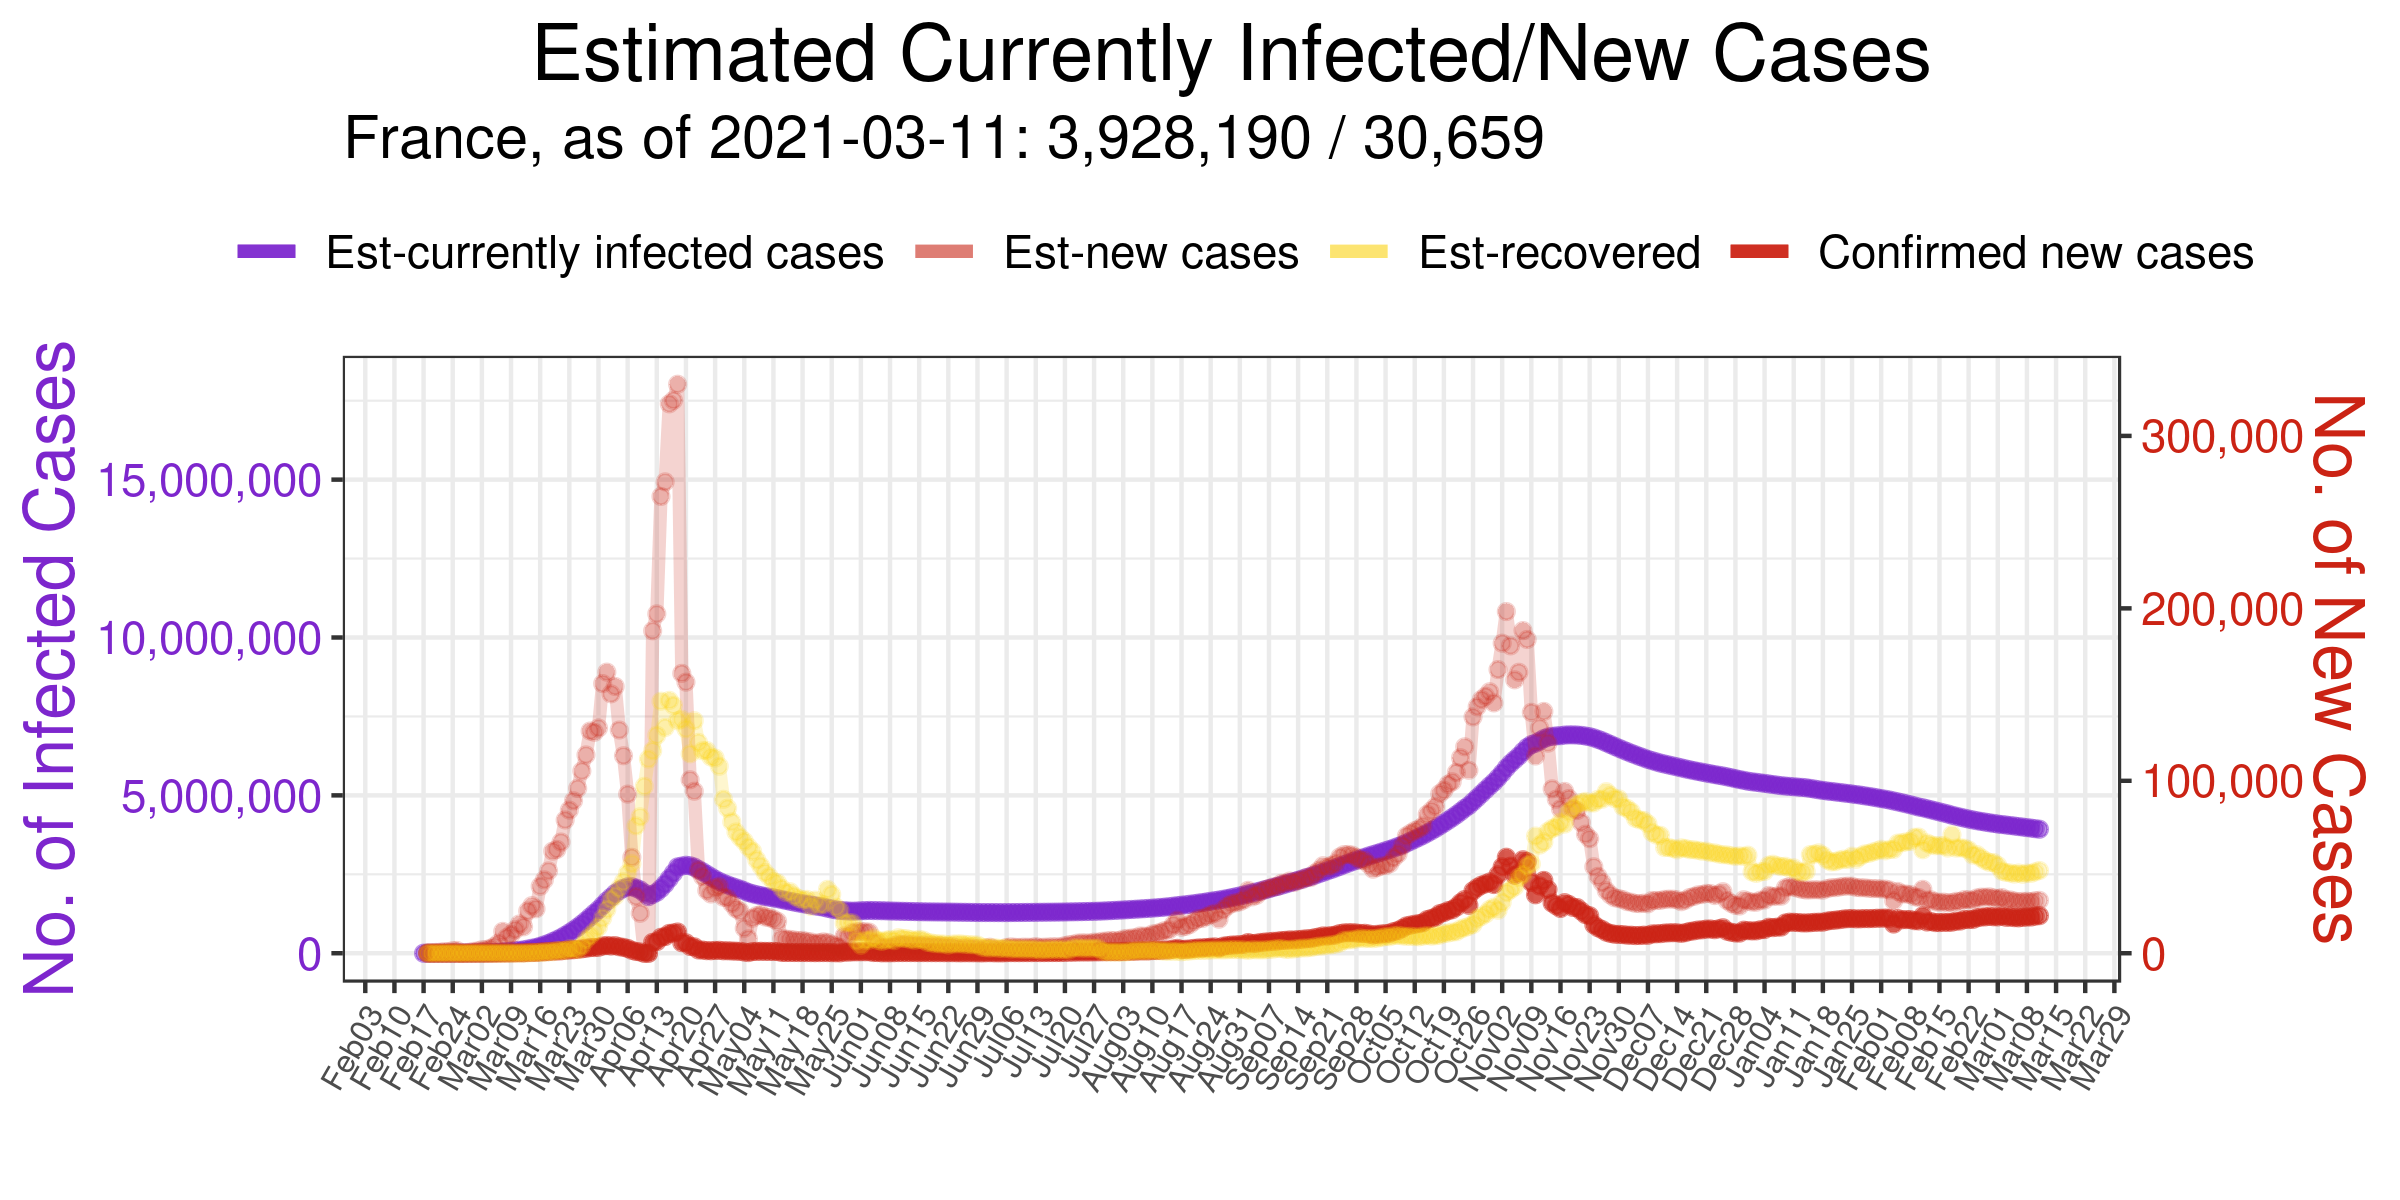 Estimated Currently Infected/New Cases
France, as of 2021-03-11: 3,928,190 / 30,659
Est-currently infected cases Est-new cases Est-recovered Confirmed new cases
No. of Infected Cases
15,000,000
10,000,000
5,000,000
0
300,000
200,000
100,000
0
No. of New Cases
Feb03 Feb10 Feb17 Feb24 Mar02 Mar09 Mar16 Mar23 Mar30 Apr06 Apr13 Apr20 Apr27 May04 May11 May18 May25 Jun01 Jun08 Jun15 Jun22 Jun29 Jul06 Jul13 Jul20 Jul27 Aug03 Aug10 Aug17 Aug24 Aug31 Sep07 Sep14 Sep21 Sep28 Oct05 Oct12 Oct19 Oct26 Nov02 Nov09 Nov16 Nov23 Nov30 Dec07 Dec14 Dec21 Dec28 Jan04 Jan11 Jan18 Jan25 Feb01 Feb08 Feb15 Feb22 Mar01 Mar08 Mar15 Mar22 Mar29